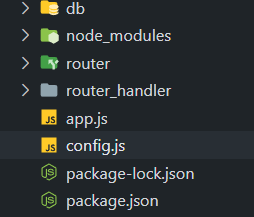 db
node_modules
router
router_handler
app.js
config.js
package-lock.json
package.json